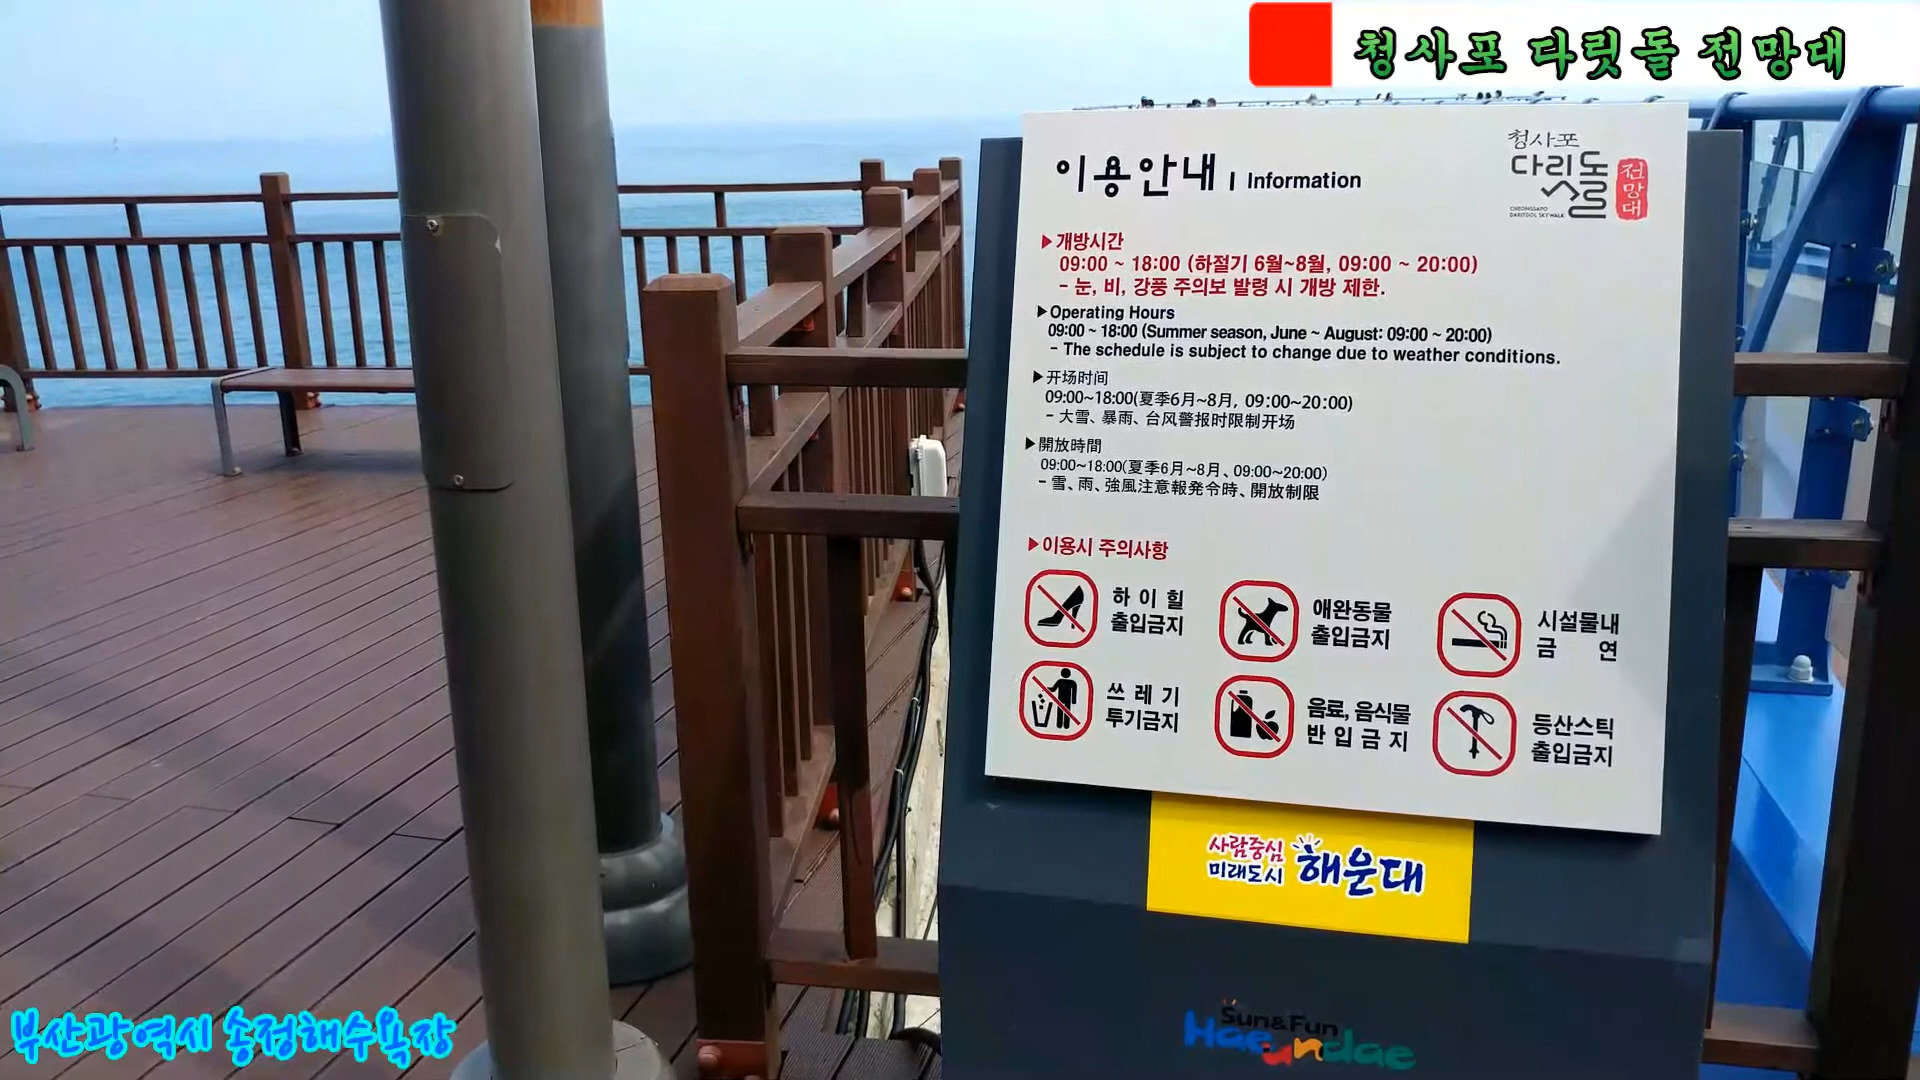 청사포 다릿돌 전망대
이용안내 | Information
청사포
다리돌
전망대
CHEONGSAPO
DARITDOL SKYWALK
▶개방시간
09:00 ~ 18:00 (하절기 6월~8월, 09:00 ~ 20:00)
- 눈, 비, 강풍 주의보 발령 시 개방 제한.
▶Operating Hours
09:00 ~ 18:00 (Summer season, June ~ August: 09:00 ~ 20:00)
- The schedule is subject to change due to weather conditions.
▶开场时间
09:00~18:00(夏季6月~8月, 09:00~20:00)
- 大雪、暴雨、台风警报时限制开场
▶開放時間
09:00~18:00(夏季6月~8月、09:00~20:00)
- 雪、雨、強風注意報発令時、開放制限
▶이용시 주의사항
하 이 힐
출입금지
애완동물
출입금지
시설물내
금 연
쓰 레 기
투기금지
음료, 음식물
반 입 금 지
등산스틱
출입금지
사람중심
미래도시
해운대
Sun&Fun
Haeundae
부산광역시 송정해수욕장